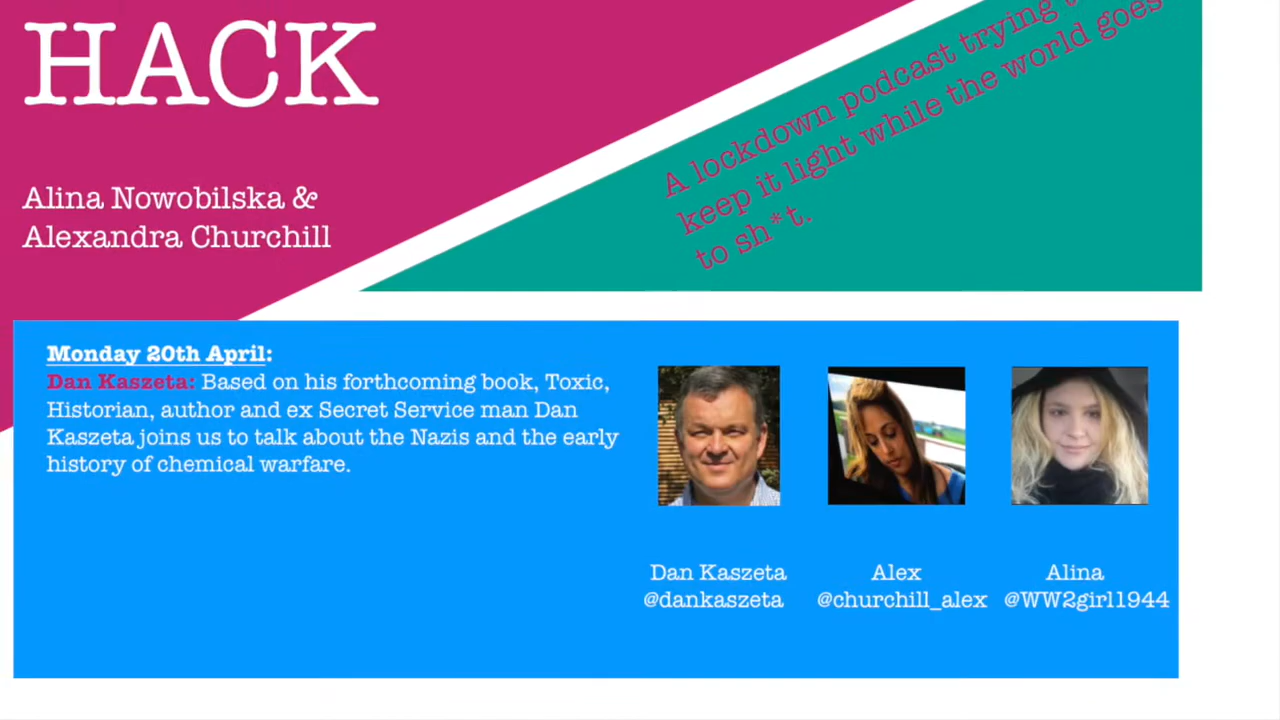 HACK
Alina Nowobilska &
Alexandra Churchill
A lockdown podcast trying
keep it light while the world goes
to sh*t.
Monday 20th April:
Dan Kaszeta: Based on his forthcoming book, Toxic,
Historian, author and ex Secret Service man Dan
Kaszeta joins us to talk about the Nazis and the early
history of chemical warfare.
Dan Kaszeta
@dankaszeta
Alex
@churchill_alex
Alina
@WW2girl1944